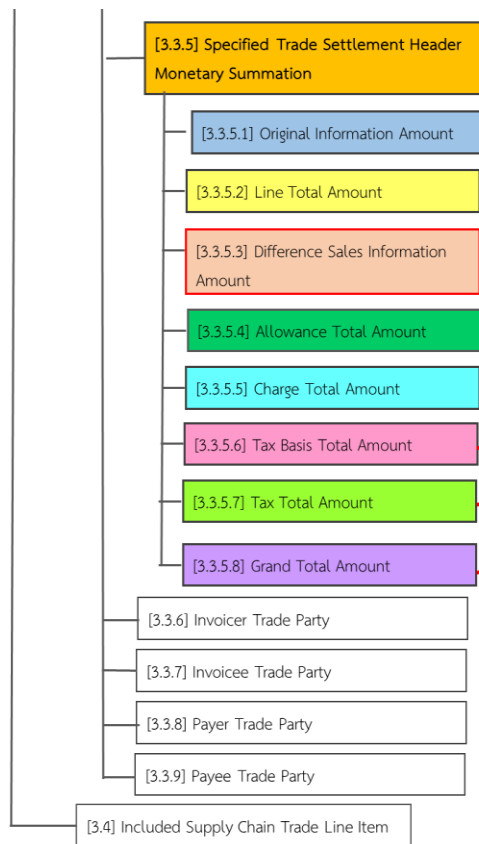 [3.3.5] Specified Trade Settlement Header
Monetary Summation
[3.3.5.1] Original Information Amount
[3.3.5.2] Line Total Amount
[3.3.5.3] Difference Sales Information
Amount
[3.3.5.4] Allowance Total Amount
[3.3.5.5] Charge Total Amount
[3.3.5.6] Tax Basis Total Amount
[3.3.5.7] Tax Total Amount
[3.3.5.8] Grand Total Amount
[3.3.6] Invoicer Trade Party
[3.3.7] Invoicee Trade Party
[3.3.8] Payer Trade Party
[3.3.9] Payee Trade Party
[3.4] Included Supply Chain Trade Line Item